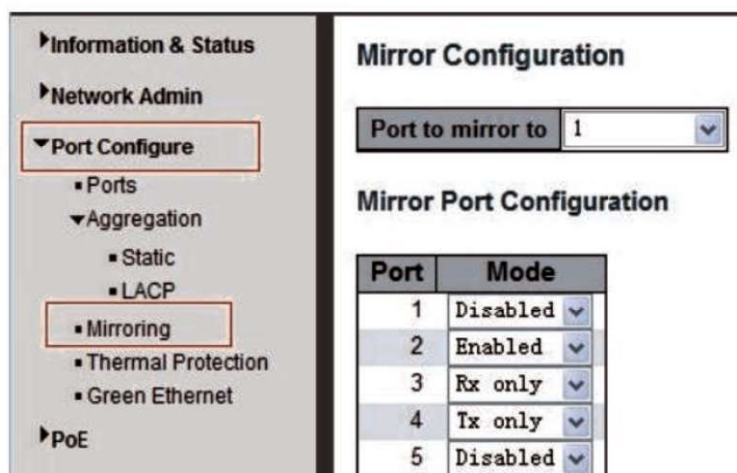 Information & Status
Network Admin
Port Configure
Ports
Aggregation
Static
LACP
Mirroring
Thermal Protection
Green Ethernet
PoE
Mirror Configuration
Port to mirror to 1
Mirror Port Configuration
Port Mode
1 Disabled
2 Enabled
3 Rx only
4 Tx only
5 Disabled